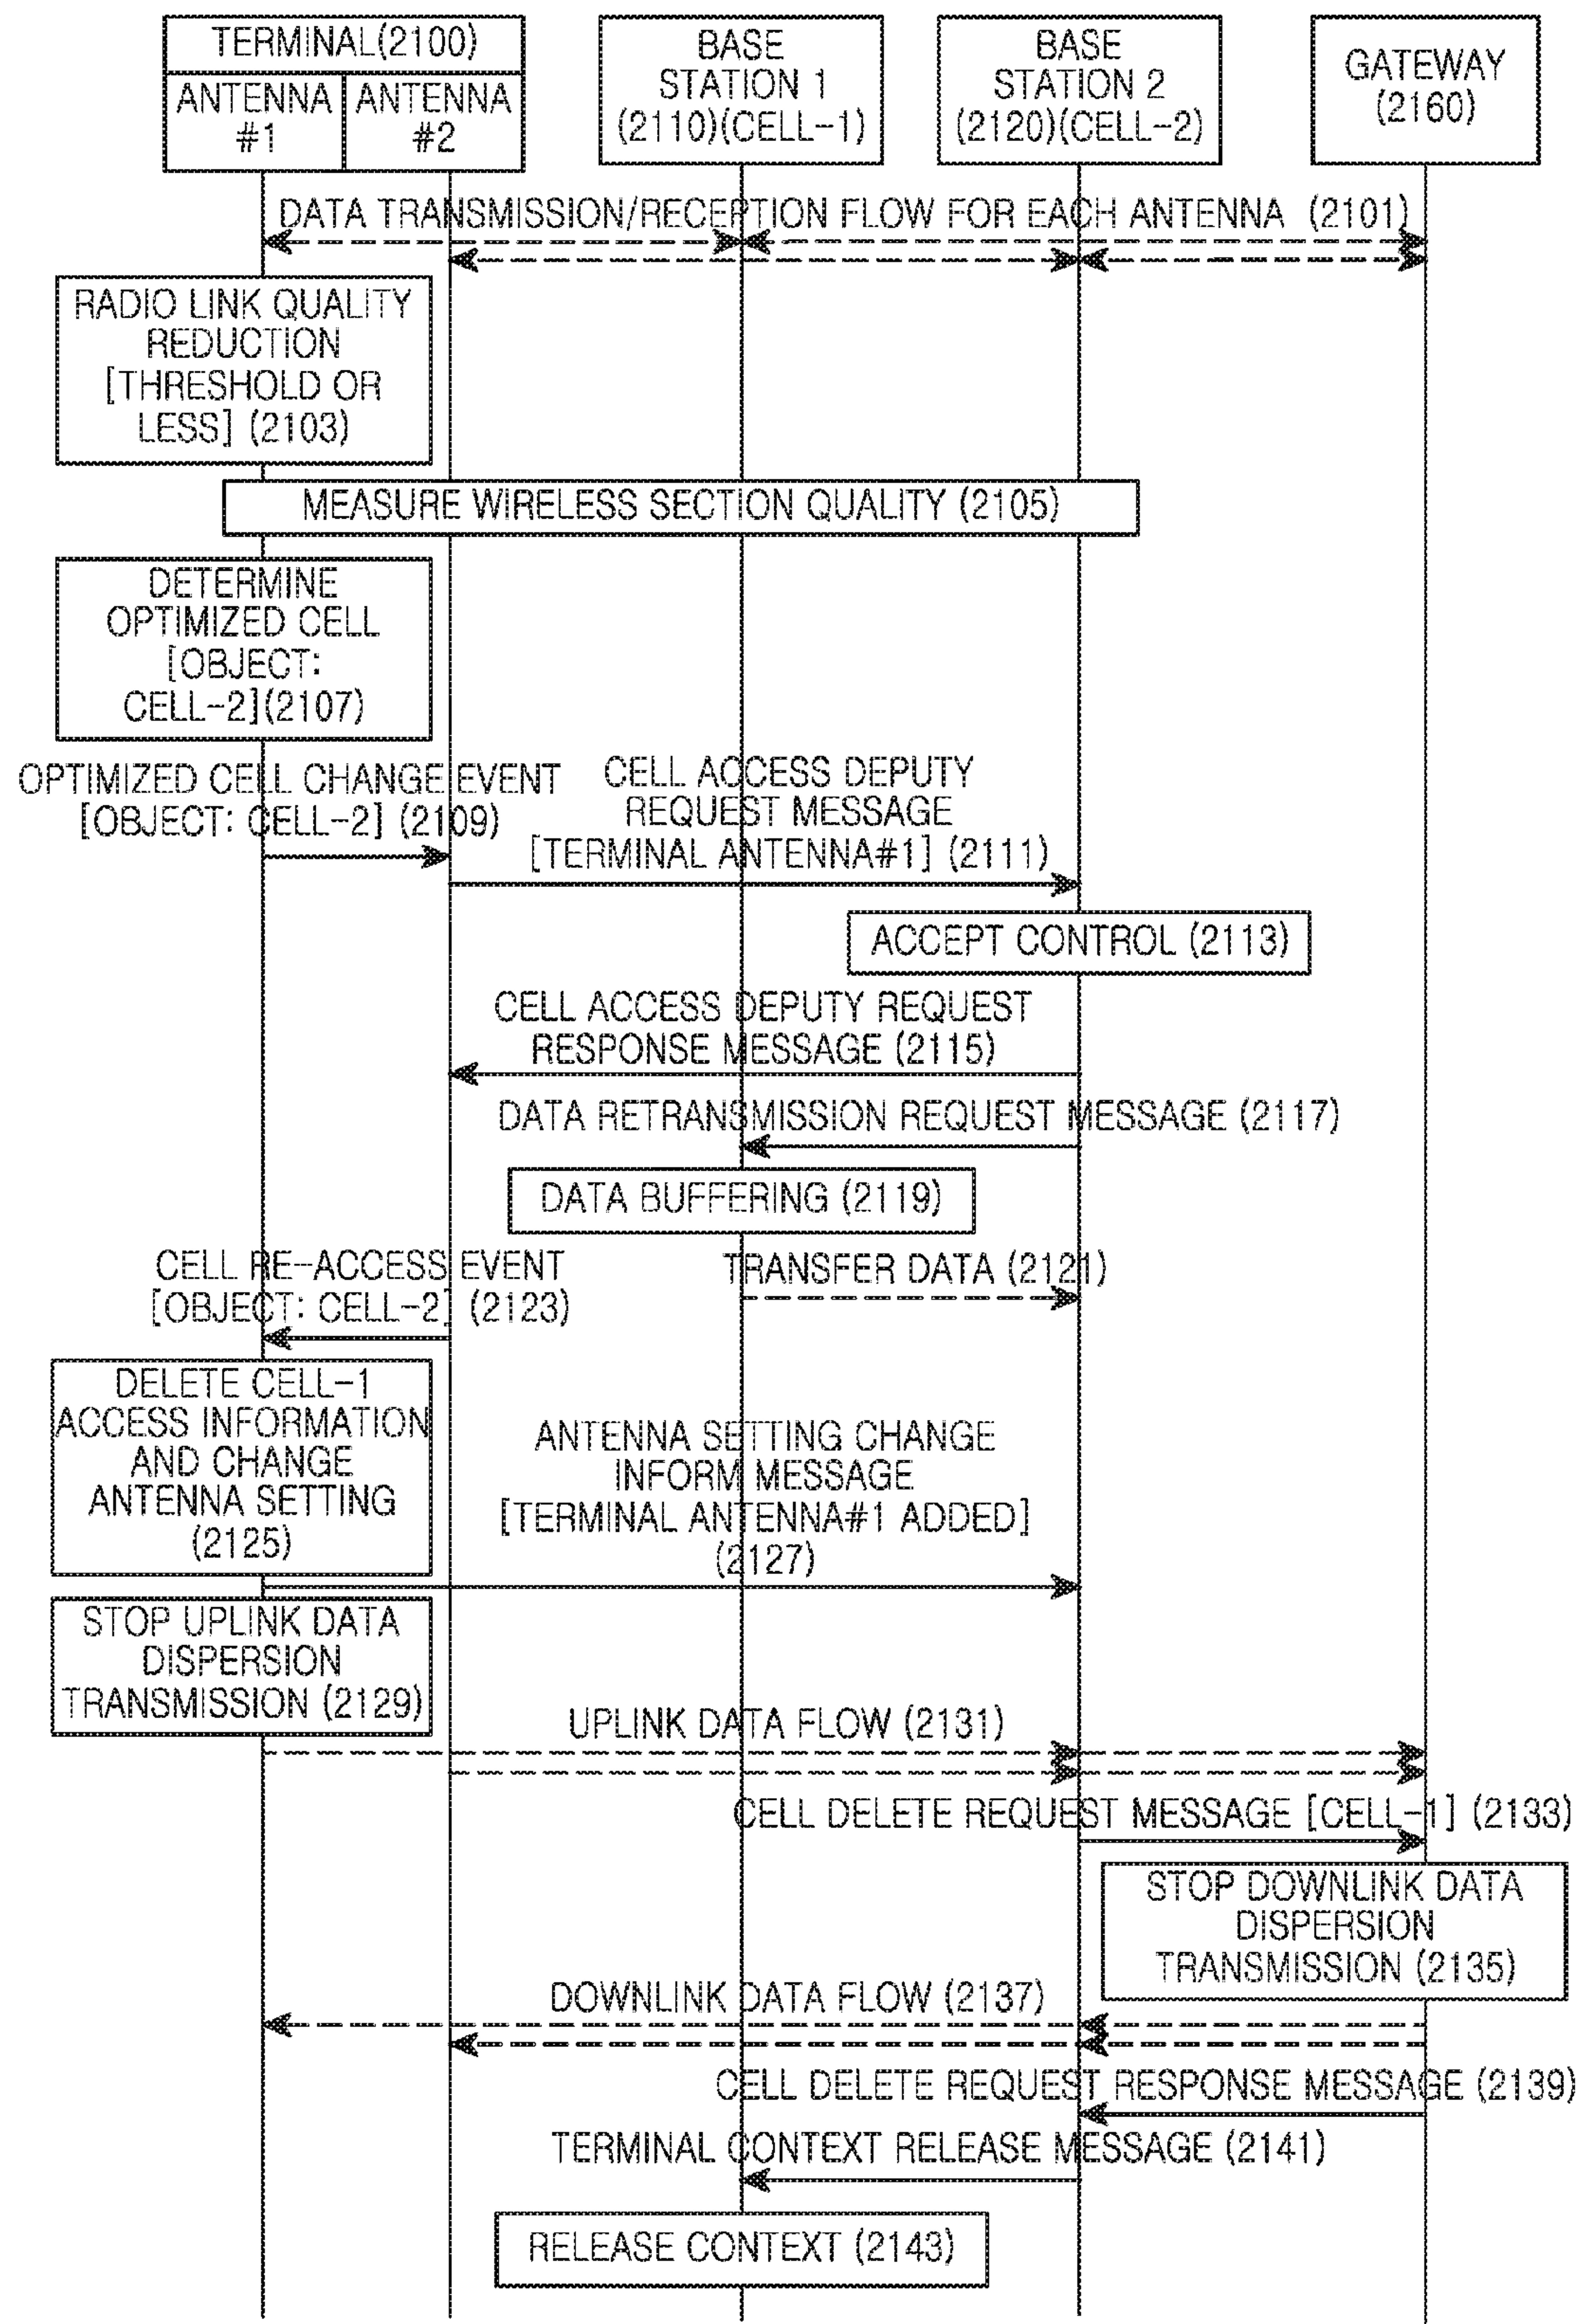 TERMINAL(2100)
ANTENNA
#1
ANTENNA
#2
BASE
STATION 1
(2110)(CELL-1)
BASE
STATION 2
(2120)(CELL-2)
GATEWAY
(2160)
DATA TRANSMISSION/RECEPTION FLOW FOR EACH ANTENNA (2101)
RADIO LINK QUALITY
REDUCTION
[THRESHOLD OR
LESS] (2103)
MEASURE WIRELESS SECTION QUALITY (2105)
DETERMINE
OPTIMIZED CELL
[OBJECT:
CELL-2](2107)
OPTIMIZED CELL CHANGE EVENT
[OBJECT: CELL-2] (2109)
CELL ACCESS DEPUTY
REQUEST MESSAGE
[TERMINAL ANTENNA#1] (2111)
ACCEPT CONTROL (2113)
CELL ACCESS DEPUTY REQUEST
RESPONSE MESSAGE (2115)
DATA RETRANSMISSION REQUEST MESSAGE (2117)
DATA BUFFERING (2119)
CELL RE-ACCESS EVENT
[OBJECT: CELL-2] (2123)
TRANSFER DATA (2121)
DELETE CELL-1
ACCESS INFORMATION
AND CHANGE
ANTENNA SETTING
(2125)
ANTENNA SETTING CHANGE
INFORM MESSAGE
[TERMINAL ANTENNA#1 ADDED]
(2127)
STOP UPLINK DATA
DISPERSION
TRANSMISSION (2129)
UPLINK DATA FLOW (2131)
CELL DELETE REQUEST MESSAGE [CELL-1] (2133)
STOP DOWNLINK DATA
DISPERSION
TRANSMISSION (2135)
DOWNLINK DATA FLOW (2137)
CELL DELETE REQUEST RESPONSE MESSAGE (2139)
TERMINAL CONTEXT RELEASE MESSAGE (2141)
RELEASE CONTEXT (2143)